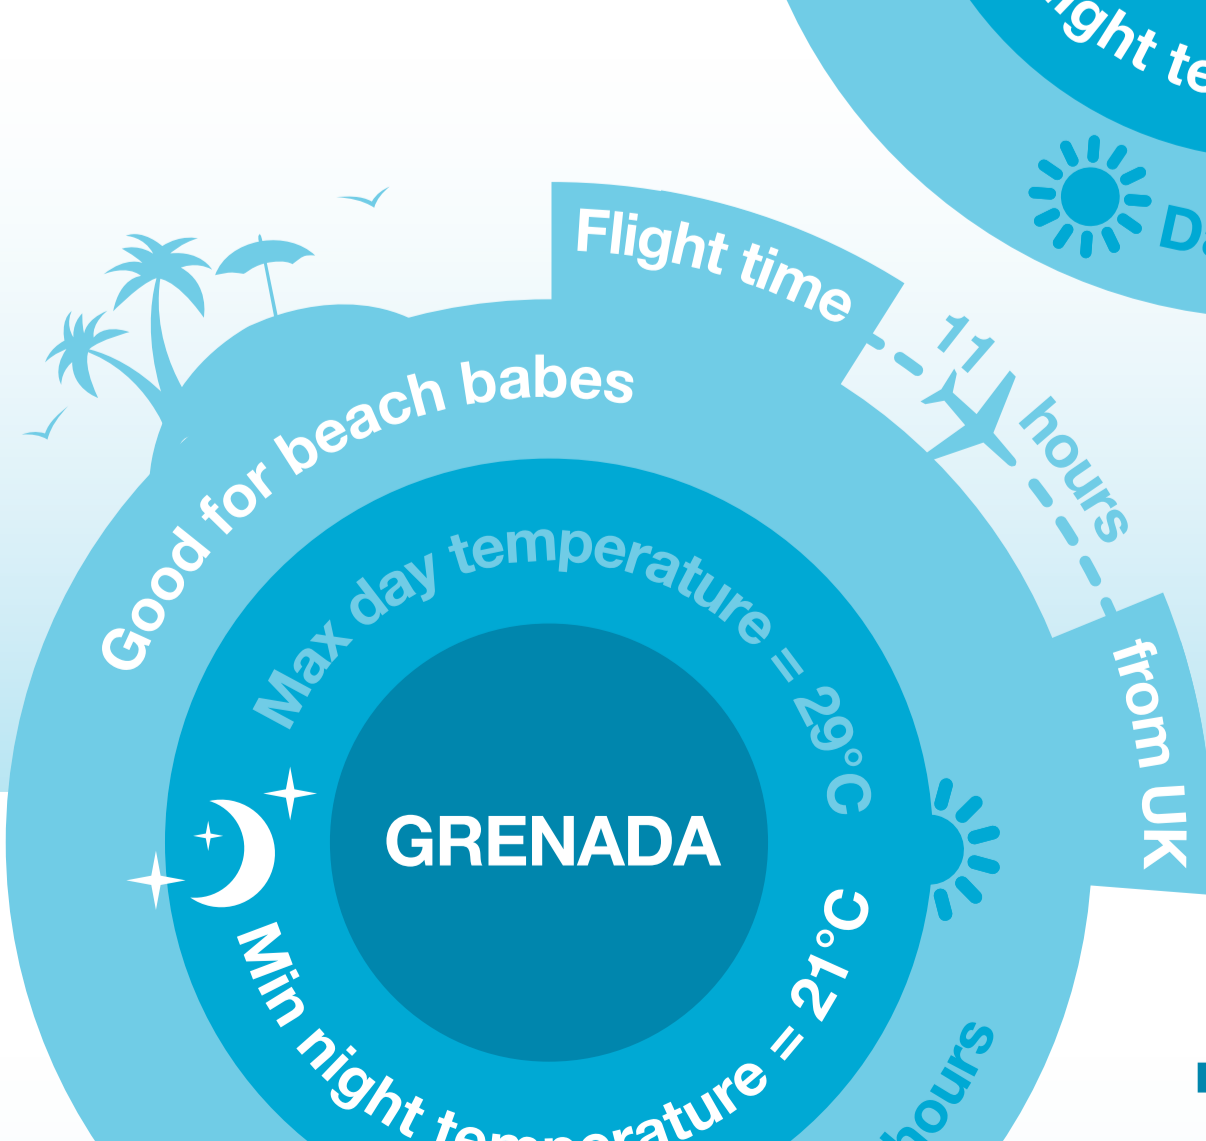 Flight time
11 hours
from UK
Good for beach babes
Max day temperature = 29°C
GRENADA
Min night temperature = 21°C
hours